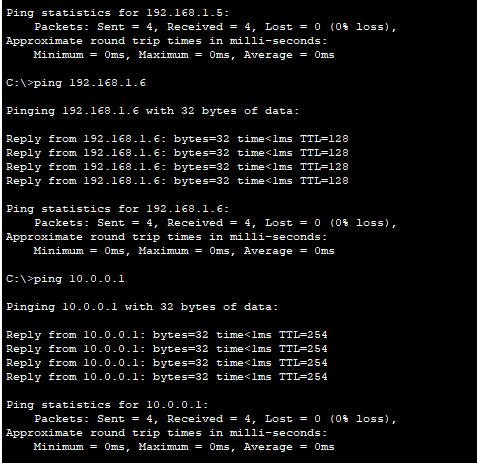 Ping statistics for 192.168.1.5:
    Packets: Sent = 4, Received = 4, Lost = 0 (0% loss),
Approximate round trip times in milli-seconds:
    Minimum = 0ms, Maximum = 0ms, Average = 0ms
C:\>ping 192.168.1.6
Pinging 192.168.1.6 with 32 bytes of data:
Reply from 192.168.1.6: bytes=32 time<1ms TTL=128
Reply from 192.168.1.6: bytes=32 time<1ms TTL=128
Reply from 192.168.1.6: bytes=32 time<1ms TTL=128
Reply from 192.168.1.6: bytes=32 time<1ms TTL=128
Ping statistics for 192.168.1.6:
    Packets: Sent = 4, Received = 4, Lost = 0 (0% loss),
Approximate round trip times in milli-seconds:
    Minimum = 0ms, Maximum = 0ms, Average = 0ms
C:\>ping 10.0.0.1
Pinging 10.0.0.1 with 32 bytes of data:
Reply from 10.0.0.1: bytes=32 time<1ms TTL=254
Reply from 10.0.0.1: bytes=32 time<1ms TTL=254
Reply from 10.0.0.1: bytes=32 time<1ms TTL=254
Reply from 10.0.0.1: bytes=32 time<1ms TTL=254
Ping statistics for 10.0.0.1:
    Packets: Sent = 4, Received = 4, Lost = 0 (0% loss),
Approximate round trip times in milli-seconds:
    Minimum = 0ms, Maximum = 0ms, Average = 0ms